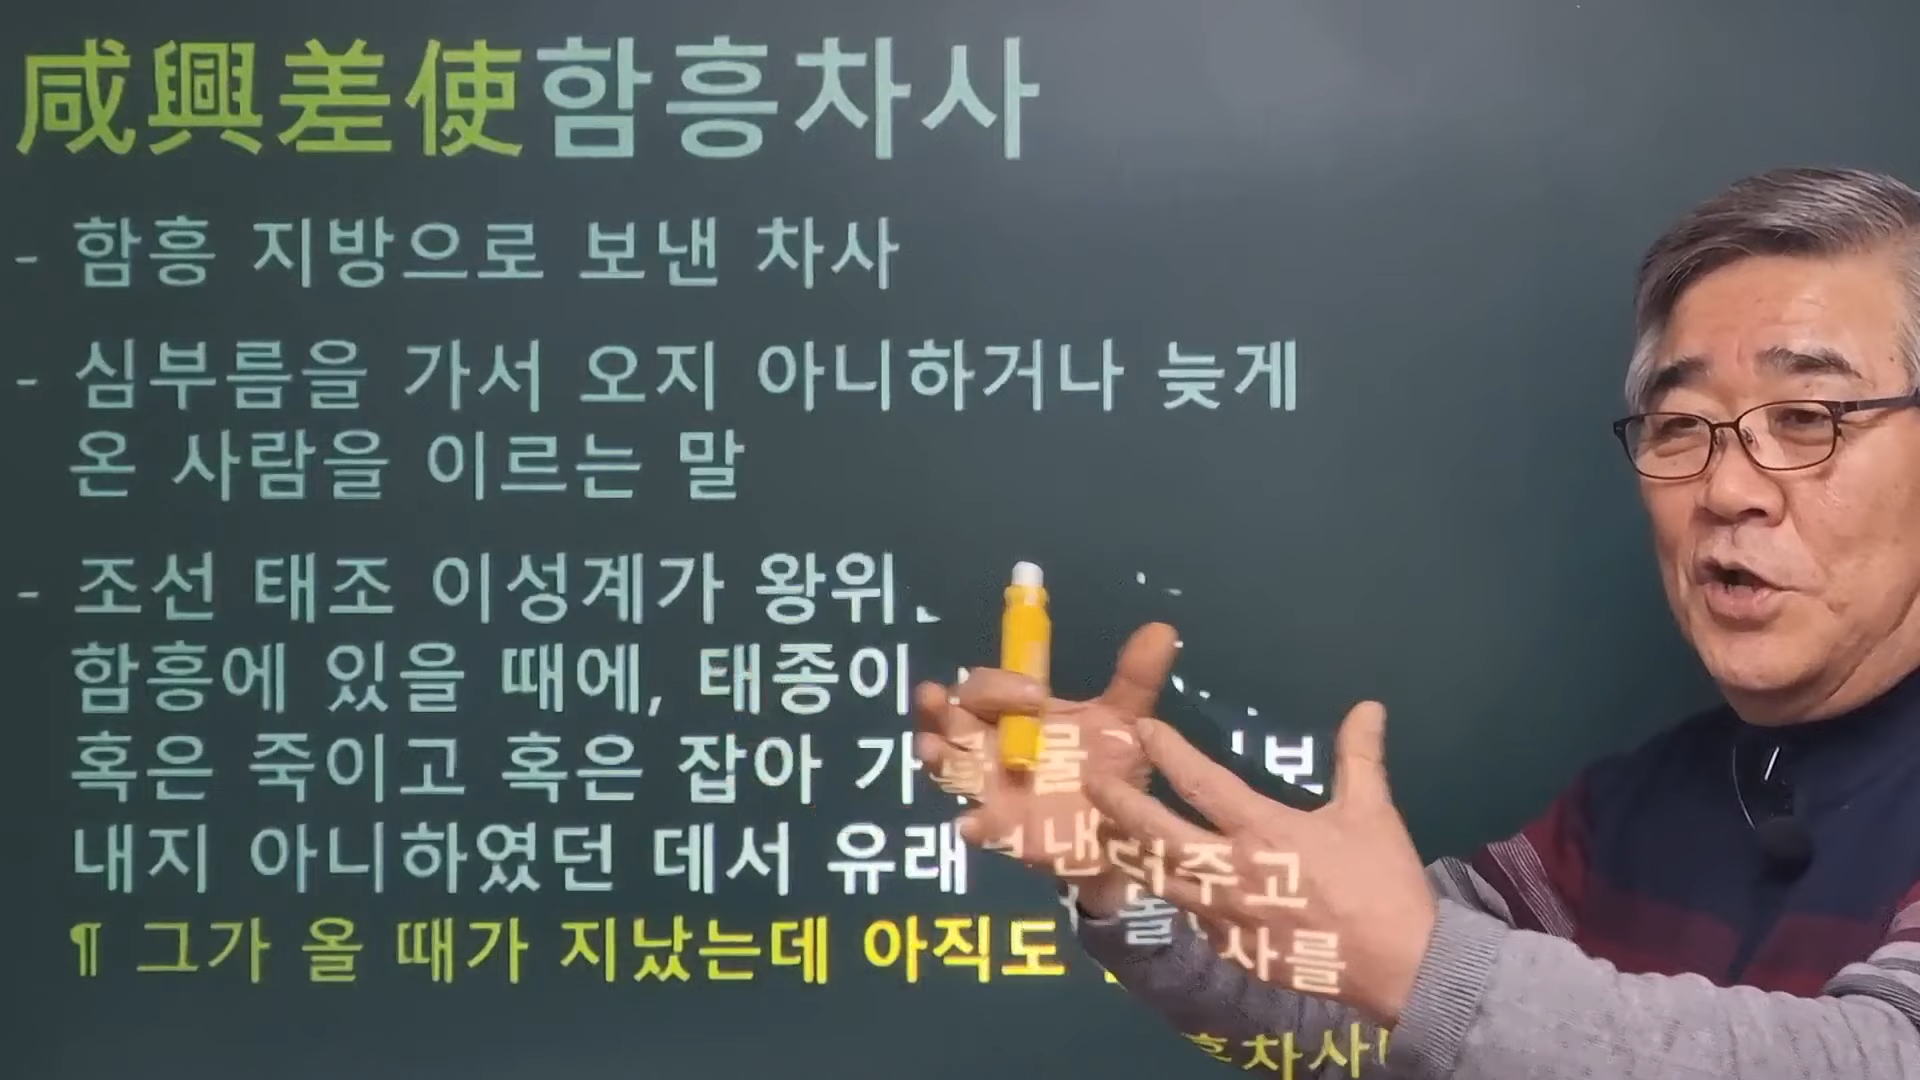 咸興差使함흥차사
- 함흥 지방으로 보낸 차사
- 심부름을 가서 오지 아니하거나 늦게
온 사람을 이르는 말
- 조선 태조 이성계가 왕위
함흥에 있을 때에, 태종이
혹은 죽이고 혹은 잡아 가
내지 아니하였던 데서 유래
¶ 그가 올 때가 지났는데 아직도